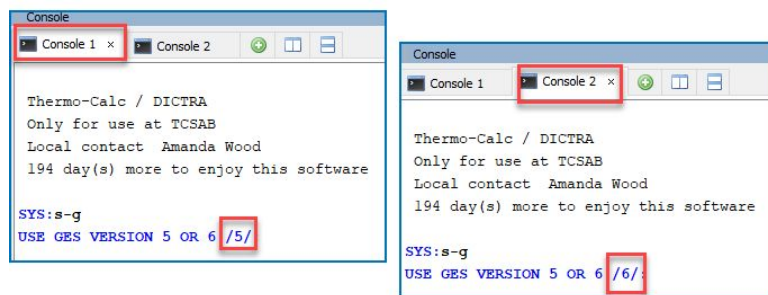 Console
Console 1 × Console 2
Thermo-Calc / DICTRA
Only for use at TCSAB
Local contact Amanda Wood
194 day(s) more to enjoy this software
SYS:s-g
USE GES VERSION 5 OR 6 /5/
Console
Console 1 Console 2 ×
Thermo-Calc / DICTRA
Only for use at TCSAB
Local contact Amanda Wood
194 day(s) more to enjoy this software
SYS:s-g
USE GES VERSION 5 OR 6 /6/: